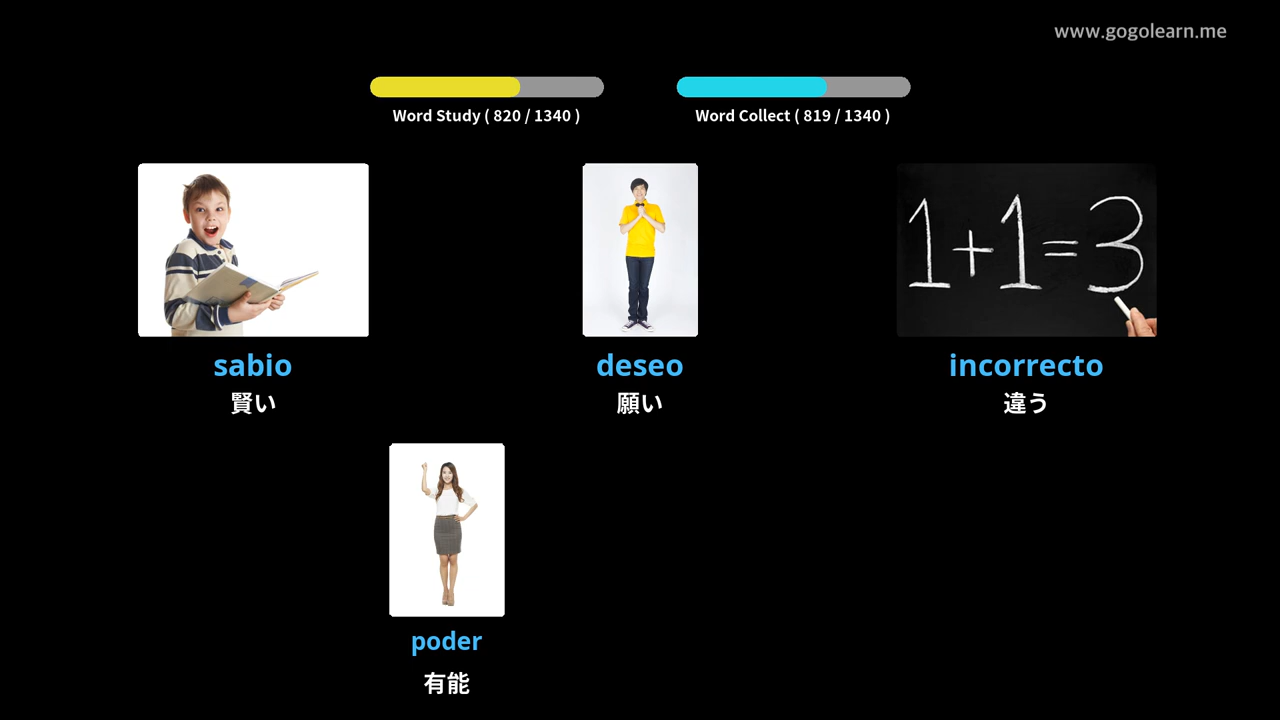 www.gogolearn.me
Word Study ( 820 / 1340 )
Word Collect ( 819 / 1340 )
1+1=3
sabio
賢い
deseo
願い
incorrecto
違う
poder
有能